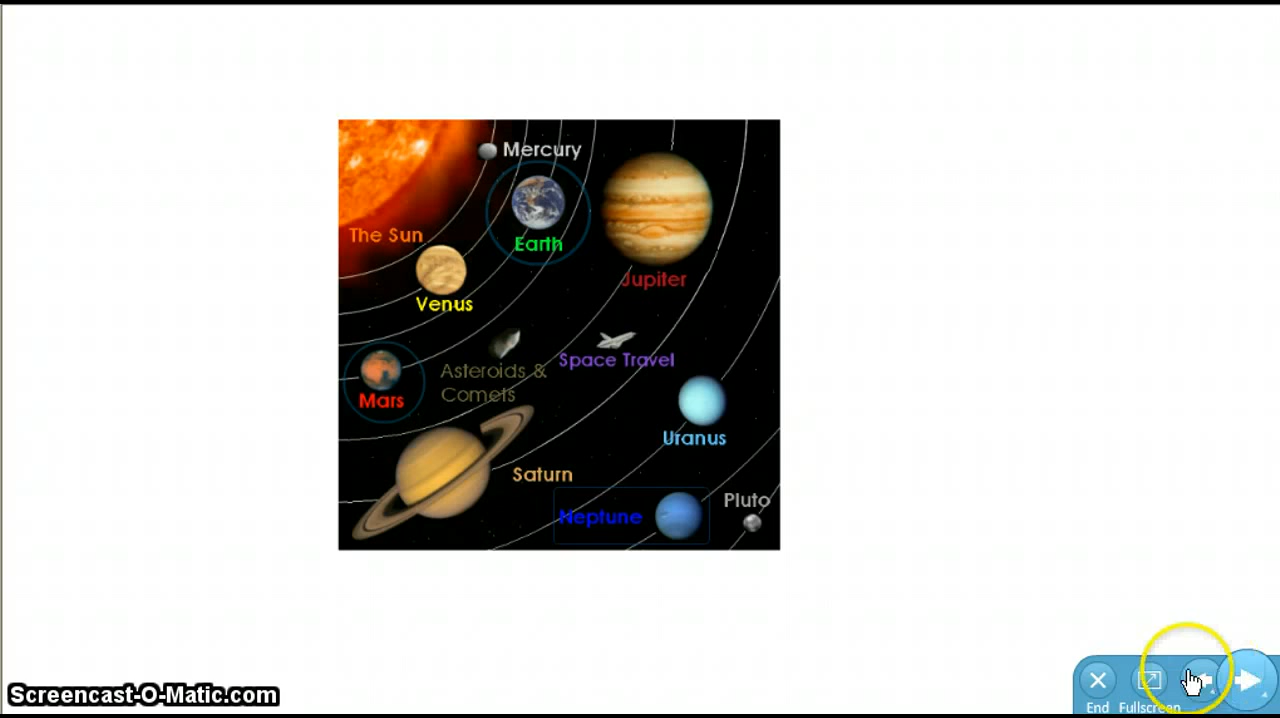 Mercury
The Sun
Earth
Venus
Jupiter
Space Travel
Asteroids &
Comets
Mars
Uranus
Saturn
Neptune
Pluto
Screencast-O-Matic.com
End
Fullscreen